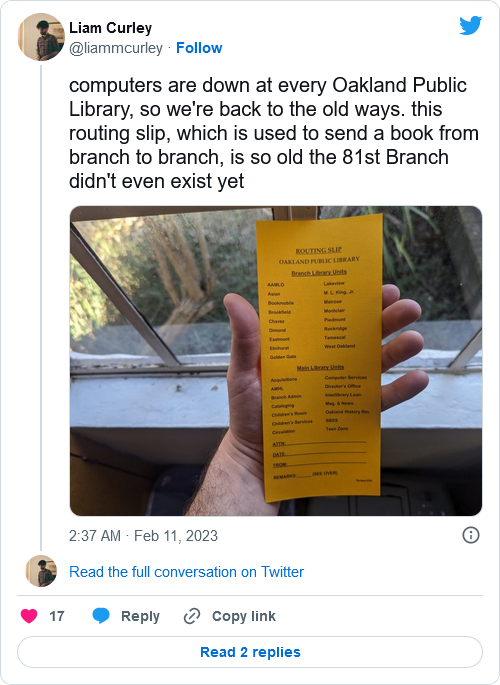 Liam Curley
@liammcurley · Follow
computers are down at every Oakland Public
Library, so we're back to the old ways. this
routing slip, which is used to send a book from
branch to branch, is so old the 81st Branch
didn't even exist yet
ROUTING SLIP
OAKLAND PUBLIC LIBRARY
Branch Library Units
AAMLO
Asian
Bookmobile
Brookfield
Chavez
Dimond
Eastmont
Elmhurst
Golden Gate
Lakeview
M. L. King, Jr.
Melrose
Montclair
Piedmont
Rockridge
Temescal
West Oakland
Main Library Units
Acquisitions
AMHL
Branch Admin
Cataloging
Children's Room
Children's Services
Circulation
Computer Services
Director's Office
Interlibrary Loan
Mag. & News
Oakland History Rm
Teen Zone
ATTN:
DATE:
FROM:
REMARKS: (SEE OVER)
2:37 AM · Feb 11, 2023
Read the full conversation on Twitter
17 Reply Copy link
Read 2 replies